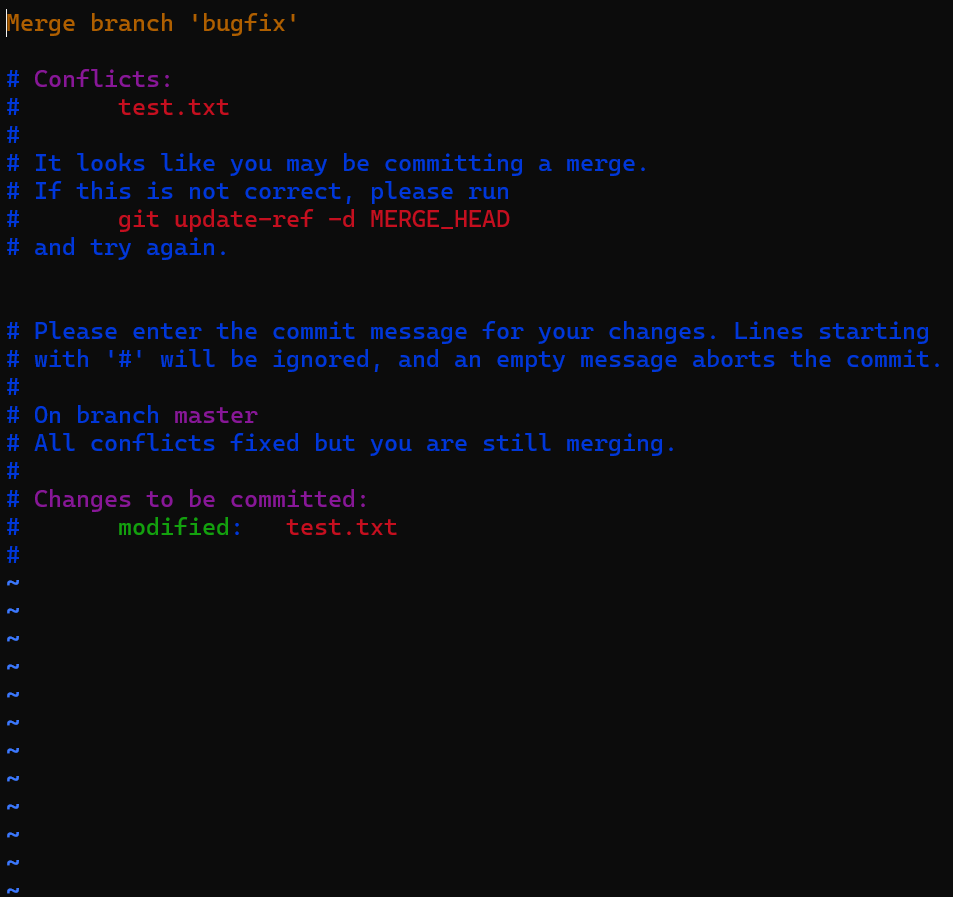 Merge branch 'bugfix'

# Conflicts:
#       test.txt
#
# It looks like you may be committing a merge.
# If this is not correct, please run
#       git update-ref -d MERGE_HEAD
# and try again.


# Please enter the commit message for your changes. Lines starting
# with '#' will be ignored, and an empty message aborts the commit.
#
# On branch master
# All conflicts fixed but you are still merging.
#
# Changes to be committed:
#       modified:   test.txt
#
~
~
~
~
~
~
~
~
~
~
~
~